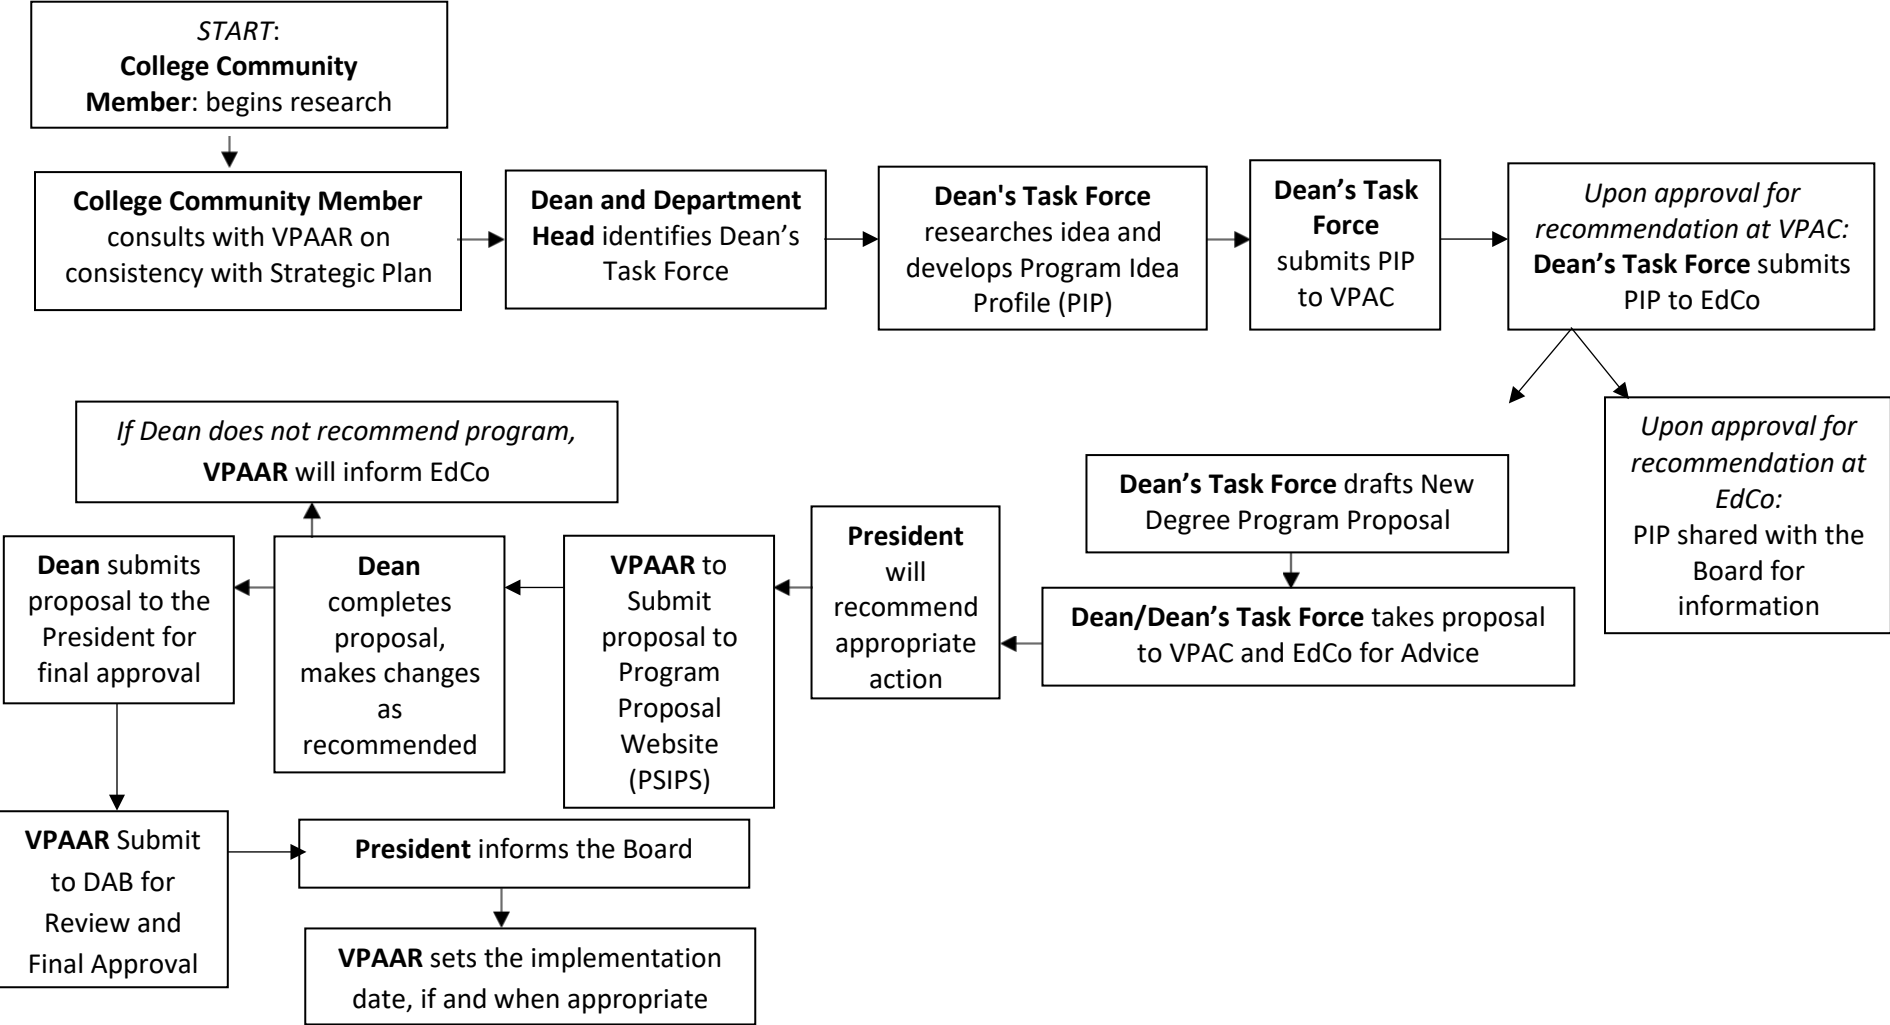 START:
College Community
Member: begins research
College Community Member
consults with VPAAR on
consistency with Strategic Plan
Dean and Department
Head identifies Dean’s
Task Force
Dean's Task Force
researches idea and
develops Program Idea
Profile (PIP)
Dean’s Task
Force
submits PIP
to VPAC
Upon approval for
recommendation at VPAC:
Dean’s Task Force submits
PIP to EdCo
Upon approval for
recommendation at
EdCo:
PIP shared with the
Board for
information
Dean’s Task Force drafts New
Degree Program Proposal
Dean/Dean’s Task Force takes proposal
to VPAC and EdCo for Advice
President
will
recommend
appropriate
action
VPAAR to
Submit
proposal to
Program
Proposal
Website
(PSIPS)
Dean
completes
proposal,
makes changes
as
recommended
If Dean does not recommend program,
VPAAR will inform EdCo
Dean submits
proposal to the
President for
final approval
VPAAR Submit
to DAB for
Review and
Final Approval
President informs the Board
VPAAR sets the implementation
date, if and when appropriate